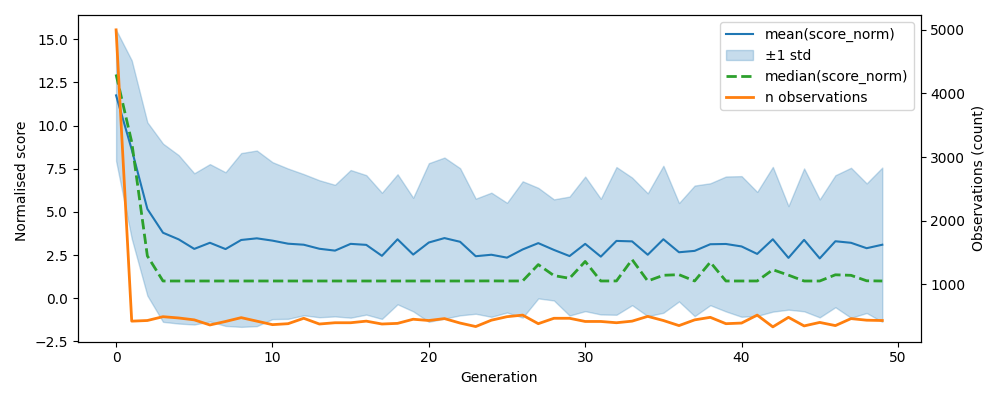 mean(score_norm)
±1 std
median(score_norm)
n observations
Normalised score
15.0
12.5
10.0
7.5
5.0
2.5
0.0
−2.5
5000
4000
3000
2000
1000
Observations (count)
0 10 20 30 40 50
Generation